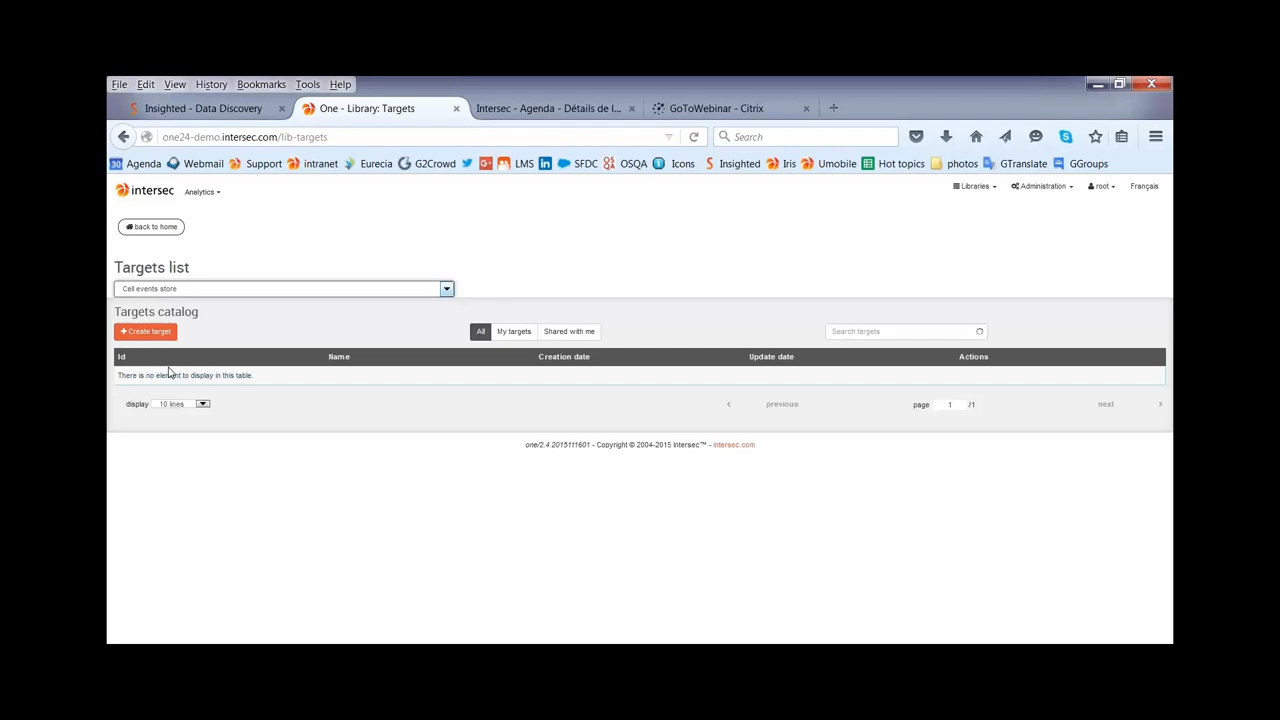 File Edit View History Bookmarks Tools Help
Insighted - Data Discovery × One - Library: Targets × Intersec - Agenda - Détails de l... × GoToWebinar - Citrix × +
one24-demo.intersec.com/lib-targets Search
30 Agenda Webmail Support intranet Eurecia G2Crowd LMS SFDC OSQA Icons Insighted Iris Umobile Hot topics photos GTranslate GGroups
intersec Analytics Libraries Administration root Français
back to home
Targets list
Cell events store
Targets catalog
+ Create target All My targets Shared with me Search targets
Id Name Creation date Update date Actions
There is no element to display in this table.
display 10 lines ‹ previous page 1 /1 next ›
one/2.4.2015111601 - Copyright © 2004-2015 Intersec™ - intersec.com